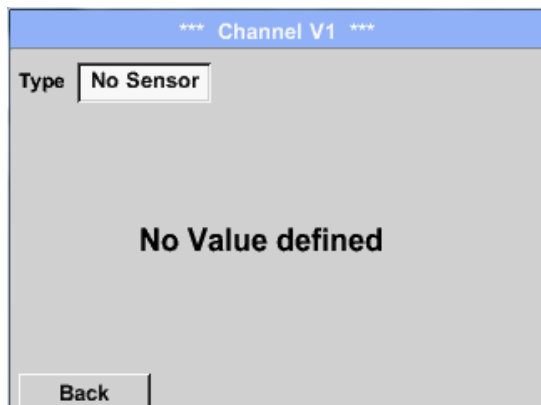 *** Channel V1 ***
Type No Sensor
No Value defined
Back